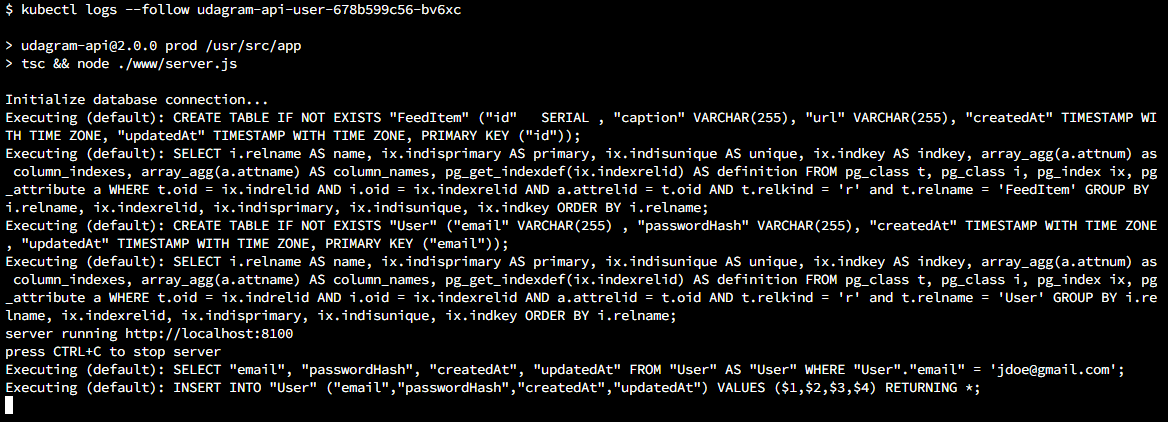 $ kubectl logs --follow udagram-api-user-678b599c56-bv6xc
> udagram-api@2.0.0 prod /usr/src/app
> tsc && node ./www/server.js
Initialize database connection...
Executing (default): CREATE TABLE IF NOT EXISTS "FeedItem" ("id"   SERIAL , "caption" VARCHAR(255), "url" VARCHAR(255), "createdAt" TIMESTAMP WI
TH TIME ZONE, "updatedAt" TIMESTAMP WITH TIME ZONE, PRIMARY KEY ("id"));
Executing (default): SELECT i.relname AS name, ix.indisprimary AS primary, ix.indisunique AS unique, ix.indkey AS indkey, array_agg(a.attnum) as
 column_indexes, array_agg(a.attname) AS column_names, pg_get_indexdef(ix.indexrelid) AS definition FROM pg_class t, pg_class i, pg_index ix, pg
_attribute a WHERE t.oid = ix.indrelid AND i.oid = ix.indexrelid AND a.attrelid = t.oid AND t.relkind = 'r' and t.relname = 'FeedItem' GROUP BY
i.relname, ix.indexrelid, ix.indisprimary, ix.indisunique, ix.indkey ORDER BY i.relname;
Executing (default): CREATE TABLE IF NOT EXISTS "User" ("email" VARCHAR(255) , "passwordHash" VARCHAR(255), "createdAt" TIMESTAMP WITH TIME ZONE
, "updatedAt" TIMESTAMP WITH TIME ZONE, PRIMARY KEY ("email"));
Executing (default): SELECT i.relname AS name, ix.indisprimary AS primary, ix.indisunique AS unique, ix.indkey AS indkey, array_agg(a.attnum) as
 column_indexes, array_agg(a.attname) AS column_names, pg_get_indexdef(ix.indexrelid) AS definition FROM pg_class t, pg_class i, pg_index ix, pg
_attribute a WHERE t.oid = ix.indrelid AND i.oid = ix.indexrelid AND a.attrelid = t.oid AND t.relkind = 'r' and t.relname = 'User' GROUP BY i.re
lname, ix.indexrelid, ix.indisprimary, ix.indisunique, ix.indkey ORDER BY i.relname;
server running http://localhost:8100
press CTRL+C to stop server
Executing (default): SELECT "email", "passwordHash", "createdAt", "updatedAt" FROM "User" AS "User" WHERE "User"."email" = 'jdoe@gmail.com';
Executing (default): INSERT INTO "User" ("email","passwordHash","createdAt","updatedAt") VALUES ($1,$2,$3,$4) RETURNING *;